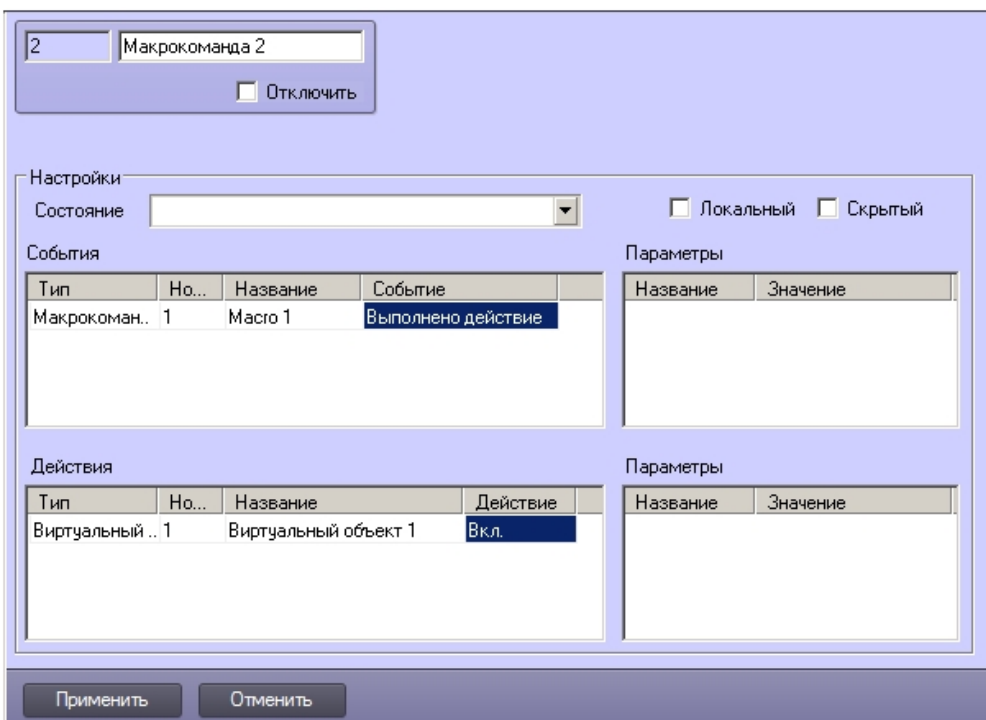 2 Макрокоманда 2
Отключить
Настройки
Состояние
Локальный Скрытый
События
Тип Но... Название Событие
Макрокоман.. 1 Macro 1 Выполнено действие
Параметры
Название Значение
Действия
Тип Но... Название Действие
Виртуальный .. 1 Виртуальный объект 1 Вкл.
Параметры
Название Значение
Применить Отменить